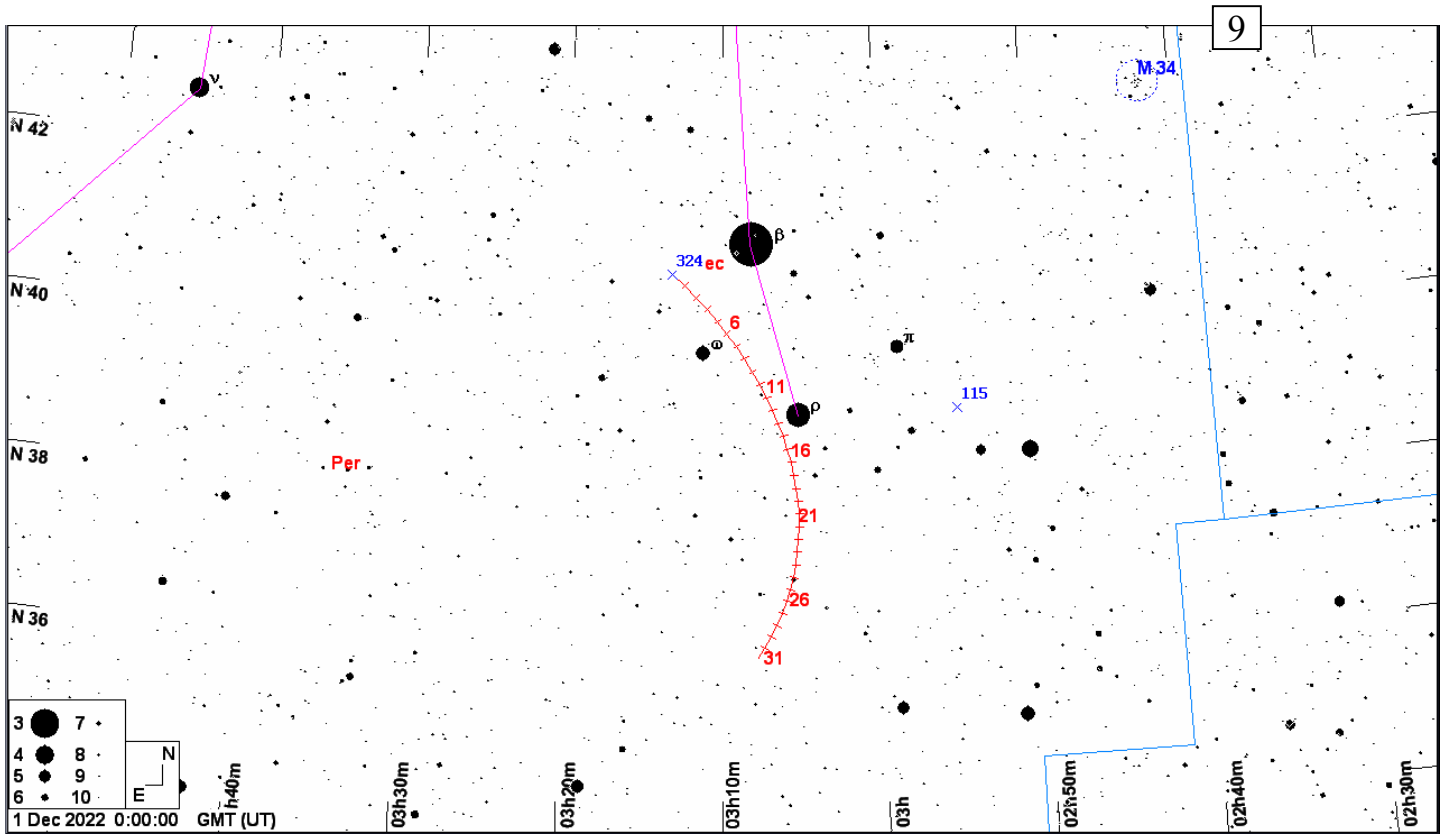 9
M 34
ν
N 42
β
324 ec
N 40
6
ω
π
11
115
ρ
N 38
16
Per
21
26
N 36
31
3 7
4 8
5 9
6 10
N
E
h40m
03h30m
03h20m
03h10m
03h
02h50m
02h40m
02h30m
1 Dec 2022 0:00:00 GMT (UT)